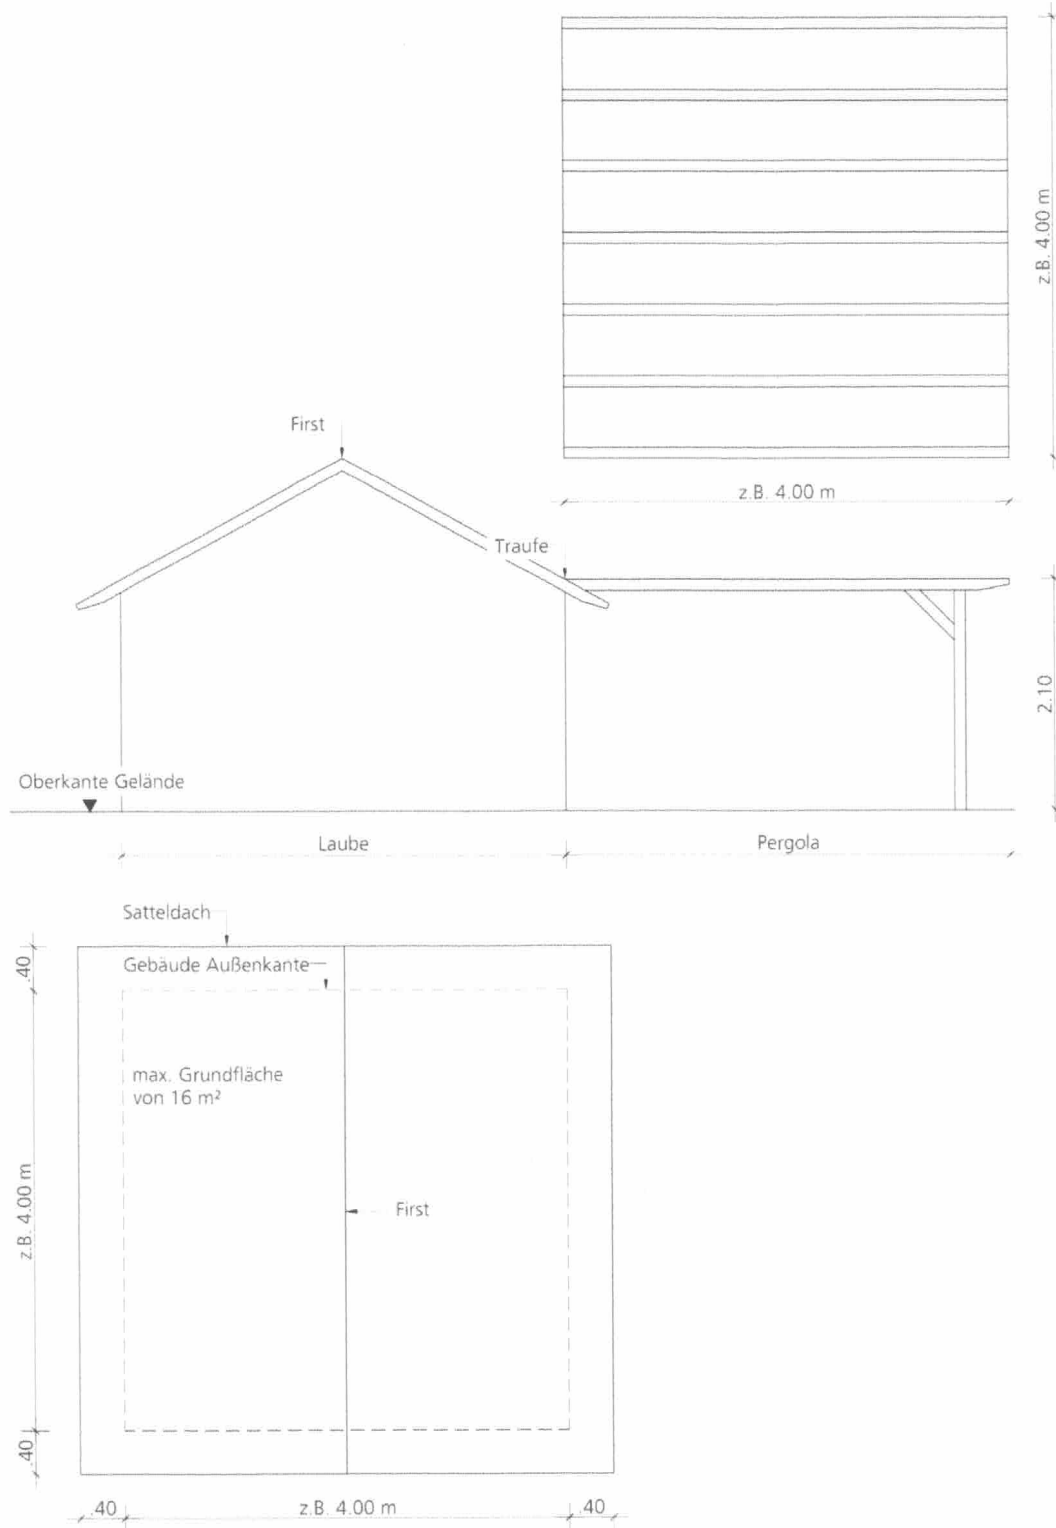 z.B. 4.00 m
z.B. 4.00 m
First
Traufe
2.10
Oberkante Gelände
Laube
Pergola
Satteldach
.40
Gebäude Außenkante
max. Grundfläche
von 16 m²
z.B. 4.00 m
First
.40
.40
z.B. 4.00 m
.40